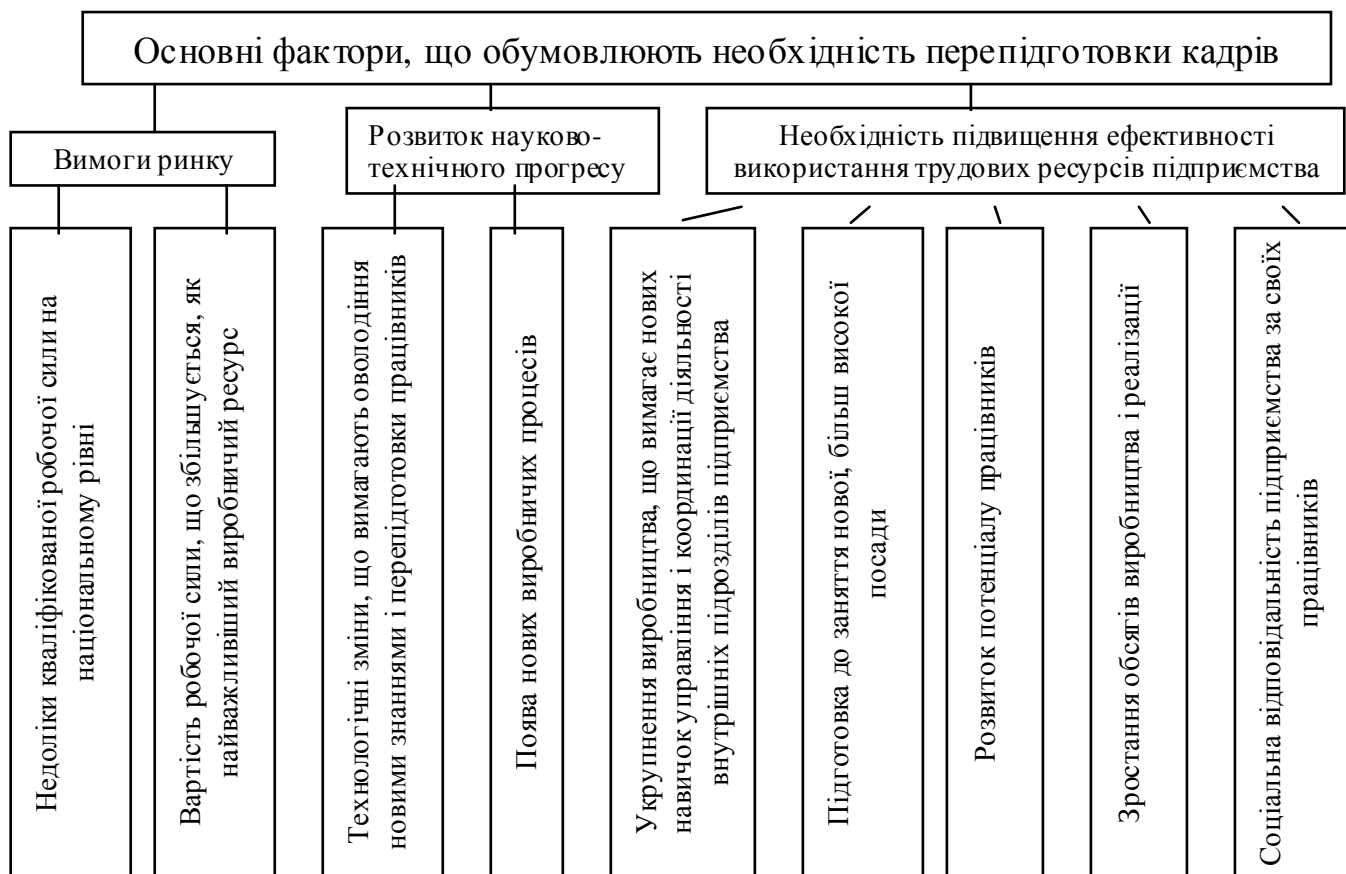 Основні фактори, що обумовлюють необхідність перепідготовки кадрів
Вимоги ринку
Розвиток науково-
технічного прогресу
Необхідність підвищення ефективності
використання трудових ресурсів підприємства
Недоліки кваліфікованої робочої сили на
національному рівні
Вартість робочої сили, що збільшується, як
найважливіший виробничий ресурс
Технологічні зміни, що вимагають оволодіння
новими знаннями і перепідготовки працівників
Поява нових виробничих процесів
Укрупнення виробництва, що вимагає нових
навичок управління і координації діяльності
внутрішніх підрозділів підприємства
Підготовка до заняття нової, більш високої
посади
Розвиток потенціалу працівників
Зростання обсягів виробництва і реалізації
Соціальна відповідальність підприємства за своїх
працівників